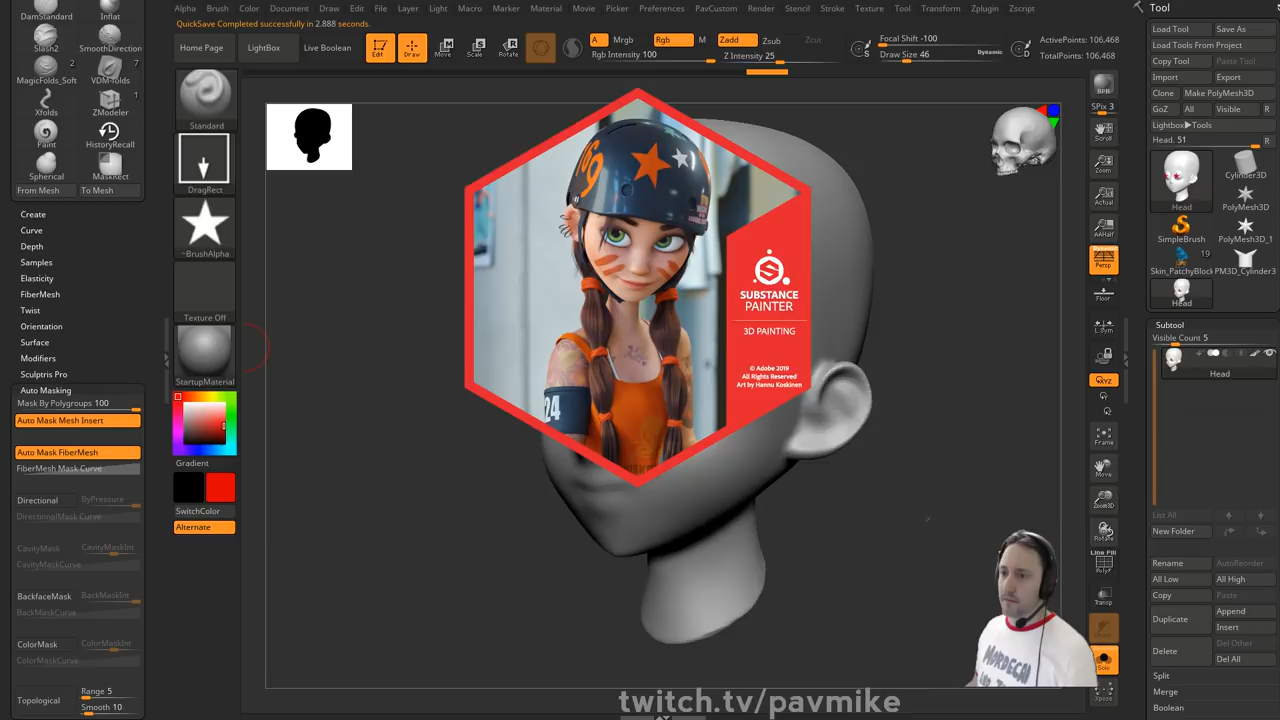 Tool
Alpha Brush Color Document Draw Edit File Layer Light Macro Marker Material Movie Picker Preferences PavCustom Render Stencil Stroke Texture Tool Transform Zplugin Zscript
QuickSave Completed successfully in 2.888 seconds.
DamStandard Inflat
Slash2 SmoothDirection
MagicFolds_Soft 7 VDM-folds
Xfolds 1 ZModeler
Paint HistoryRecall
Spherical MaskRect
From Mesh To Mesh
Create
Curve
Depth
Samples
Elasticity
FiberMesh
Twist
Orientation
Surface
Modifiers
Sculptris Pro
Auto Masking
Mask By Polygroups 100
Auto Mask Mesh Insert
Auto Mask FiberMesh
FiberMesh Mask Curve
Directional ByPressure
DirectionalMask Curve
CavityMask CavityMaskInt
CavityMaskCurve
BackfaceMask BackMaskInt
BackMaskCurve
ColorMask ColorMaskInt
ColorMaskCurve
Topological Range 5
Smooth 10
Home Page LightBox Live Boolean
Edit Draw Move Scale Rotate
A Mrgb Rgb M Zadd Zsub Zcut
Rgb Intensity 100 Z Intensity 25
S Focal Shift -100
Draw Size 46 Dynamic
D
ActivePoints: 106,468
TotalPoints: 106,468
Standard
DragRect
~BrushAlpha
Texture Off
StartupMaterial
Gradient
SwitchColor
Alternate
69
24
S
SUBSTANCE
PAINTER
3D PAINTING
© Adobe 2019
All Rights Reserved
Art by Hannu Koskinen
BPR
SPix 3
Scroll
Zoom
Actual
AAHalf
Dynamic
Persp
Floor
L.Sym
xyz
Frame
Move
Zoom3D
Rotate
Line Fill
PolyF
Transp
Solo
Xpose
Load Tool Save As
Load Tools From Project
Copy Tool Paste Tool
Import Export
Clone Make PolyMesh3D
GoZ All Visible R
Lightbox▶Tools
Head. 51 R
Head Cylinder3D
PolyMesh3D
SimpleBrush PolyMesh3D_1
19
Skin_PatchyBlock PM3D_Cylinder3
Head
Subtool
Visible Count 5
Head
List All
New Folder
Rename AutoReorder
All Low All High
Copy Paste
Duplicate Append
Insert
Delete Del Other
Del All
Split
Merge
Boolean
MORDECAI
twitch.tv/pavmike